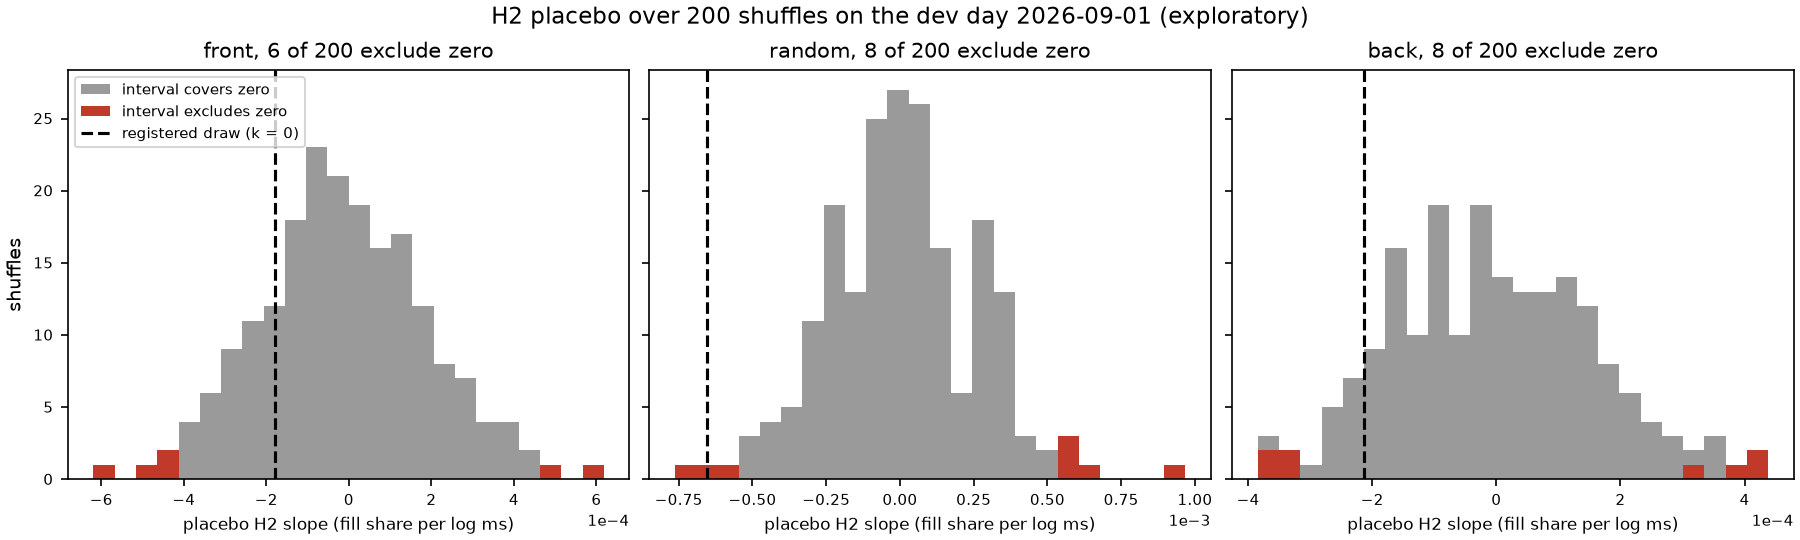 H2 placebo over 200 shuffles on the dev day 2026-09-01 (exploratory)
front, 6 of 200 exclude zero
random, 8 of 200 exclude zero
back, 8 of 200 exclude zero
interval covers zero
interval excludes zero
registered draw (k = 0)
shuffles
25
20
15
10
5
0
−6 −4 −2 0 2 4 6
1e−4
placebo H2 slope (fill share per log ms)
−0.75 −0.50 −0.25 0.00 0.25 0.50 0.75 1.00
1e−3
placebo H2 slope (fill share per log ms)
−4 −2 0 2 4
1e−4
placebo H2 slope (fill share per log ms)